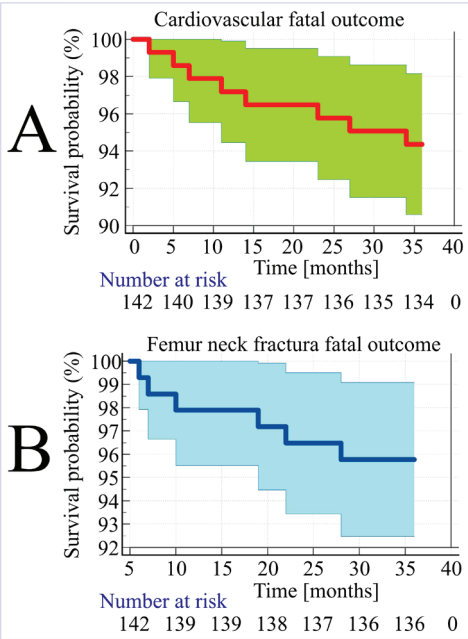 Cardiovascular fatal outcome
A
Survival probability (%)
100
98
96
94
92
90
0 5 10 15 20 25 30 35 40
Time [months]
Number at risk
142 140 139 137 137 136 135 134 0
Femur neck fractura fatal outcome
B
Survival probability (%)
100
99
98
97
96
95
94
93
92
5 10 15 20 25 30 35 40
Time [months]
Number at risk
142 139 139 138 137 136 136 0